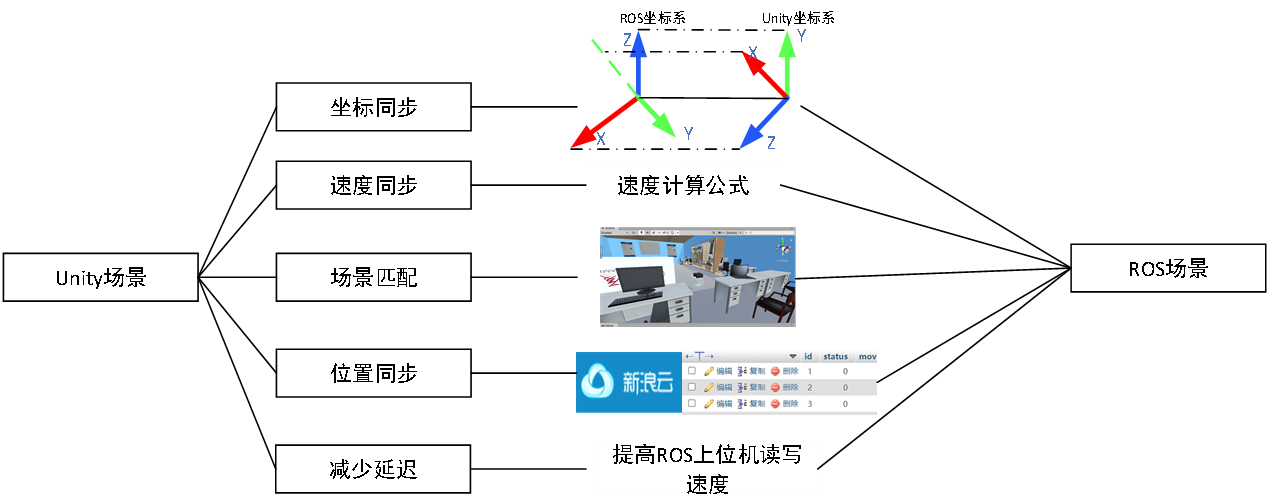 ROS坐标系
Unity坐标系
Z
Y
X
坐标同步
X
Y
Z
速度同步
速度计算公式
Unity场景
场景匹配
ROS场景
位置同步
新浪云
←T→
id
status
mov
编辑
复制
删除
1
0
编辑
复制
删除
2
0
编辑
复制
删除
3
0
减少延迟
提高ROS上位机读写
速度